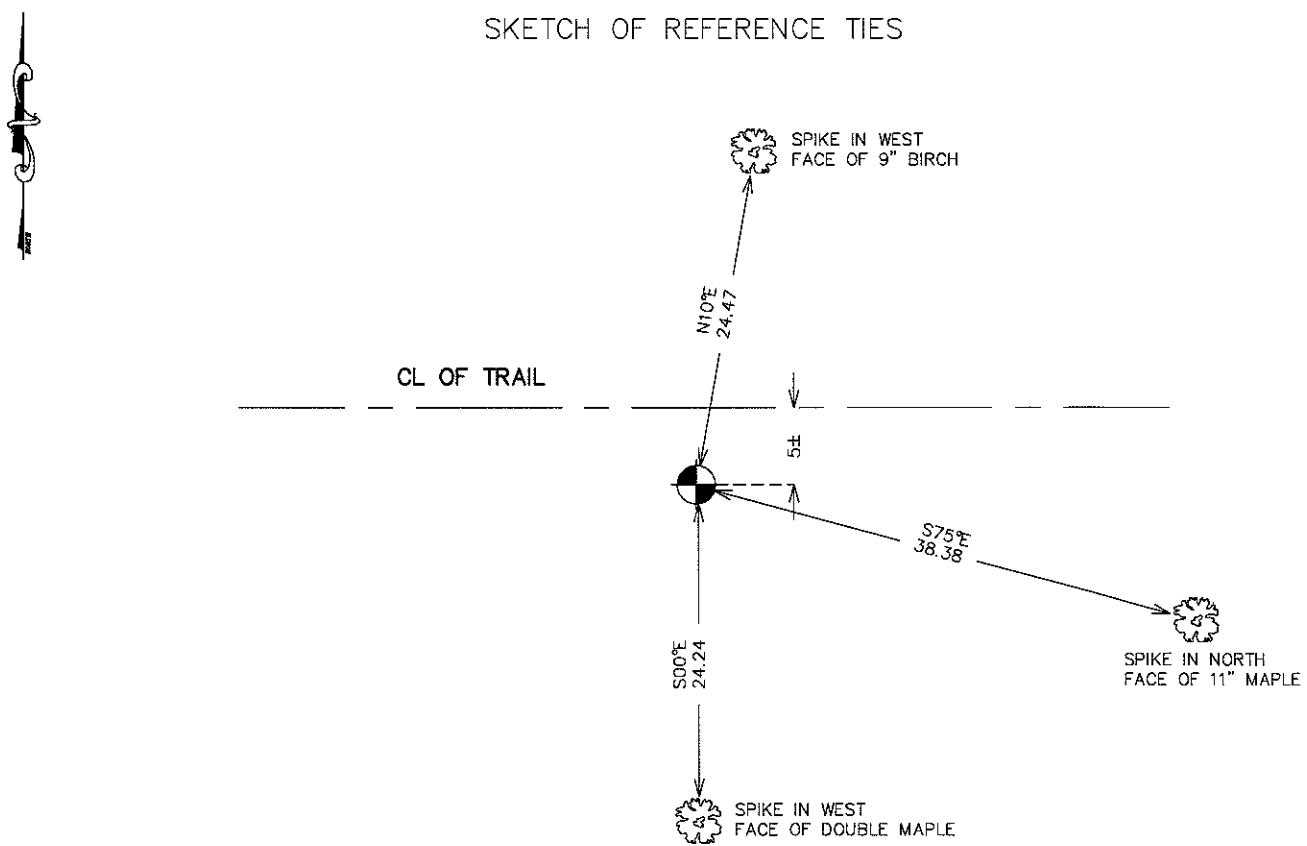 SKETCH OF REFERENCE TIES
SPIKE IN WEST
FACE OF 9" BIRCH
N10°E
24.47
CL OF TRAIL
5±
S75°E
38.38
S00°E
24.24
SPIKE IN NORTH
FACE OF 11" MAPLE
SPIKE IN WEST
FACE OF DOUBLE MAPLE